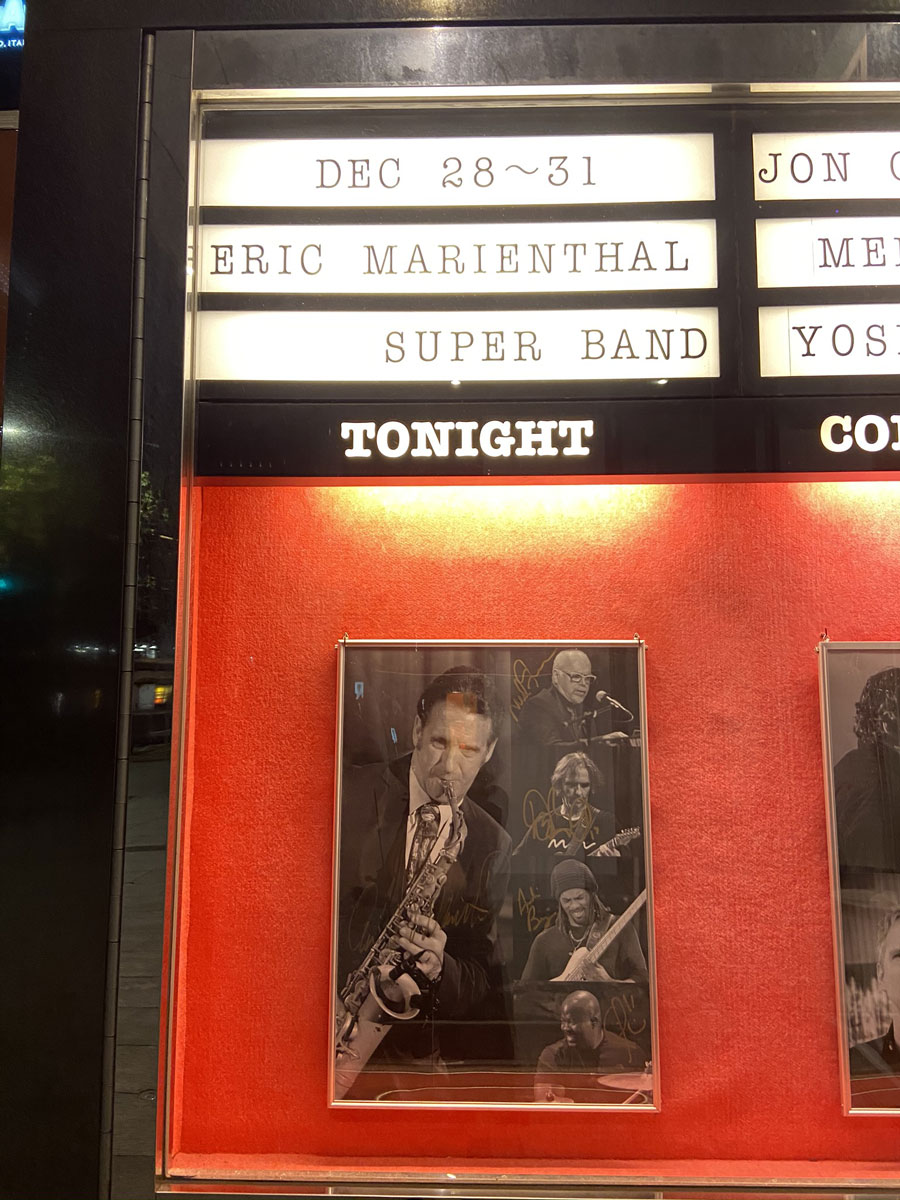 DEC 28~31
ERIC MARIENTHAL
SUPER BAND
TONIGHT
JON
YOS